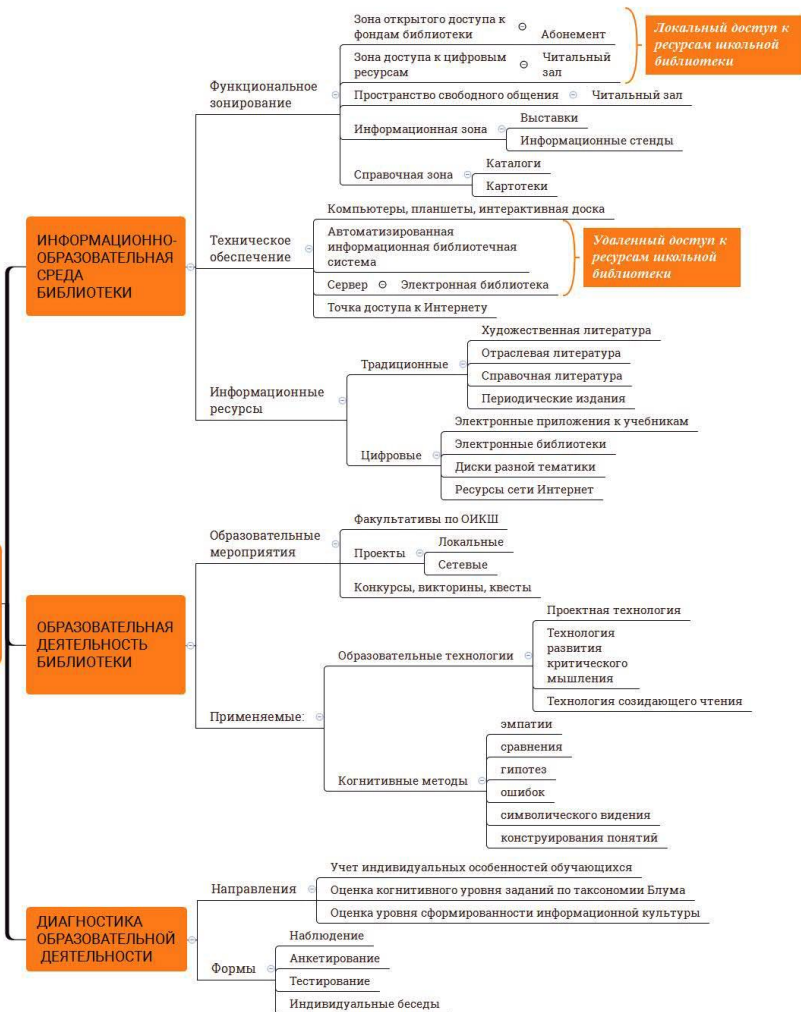 Зона открытого доступа к
фондам библиотеки
Абонемент
Локальный доступ к
ресурсам школьной
библиотеки
Зона доступа к цифровым
ресурсам
Читальный
зал
Функциональное
зонирование
Пространство свободного общения
Читальный зал
Информационная зона
Выставки
Информационные стенды
Справочная зона
Каталоги
Картотеки
ИНФОРМАЦИОННО-
ОБРАЗОВАТЕЛЬНАЯ
СРЕДА
БИБЛИОТЕКИ
Техническое
обеспечение
Компьютеры, планшеты, интерактивная доска
Автоматизированная
информационная библиотечная
система
Сервер
Электронная библиотека
Точка доступа к Интернету
Удаленный доступ к
ресурсам школьной
библиотеки
Информационные
ресурсы
Традиционные
Художественная литература
Отраслевая литература
Справочная литература
Периодические издания
Цифровые
Электронные приложения к учебникам
Электронные библиотеки
Диски разной тематики
Ресурсы сети Интернет
ОБРАЗОВАТЕЛЬНАЯ
ДЕЯТЕЛЬНОСТЬ
БИБЛИОТЕКИ
Образовательные
мероприятия
Факультативы по ОИКШ
Проекты
Локальные
Сетевые
Конкурсы, викторины, квесты
Применяемые:
Образовательные технологии
Проектная технология
Технология
развития
критического
мышления
Технология созидающего чтения
Когнитивные методы
эмпатии
сравнения
гипотез
ошибок
символического видения
конструирования понятий
ДИАГНОСТИКА
ОБРАЗОВАТЕЛЬНОЙ
ДЕЯТЕЛЬНОСТИ
Направления
Учет индивидуальных особенностей обучающихся
Оценка когнитивного уровня заданий по таксономии Блума
Оценка уровня сформированности информационной культуры
Формы
Наблюдение
Анкетирование
Тестирование
Индивидуальные беседы